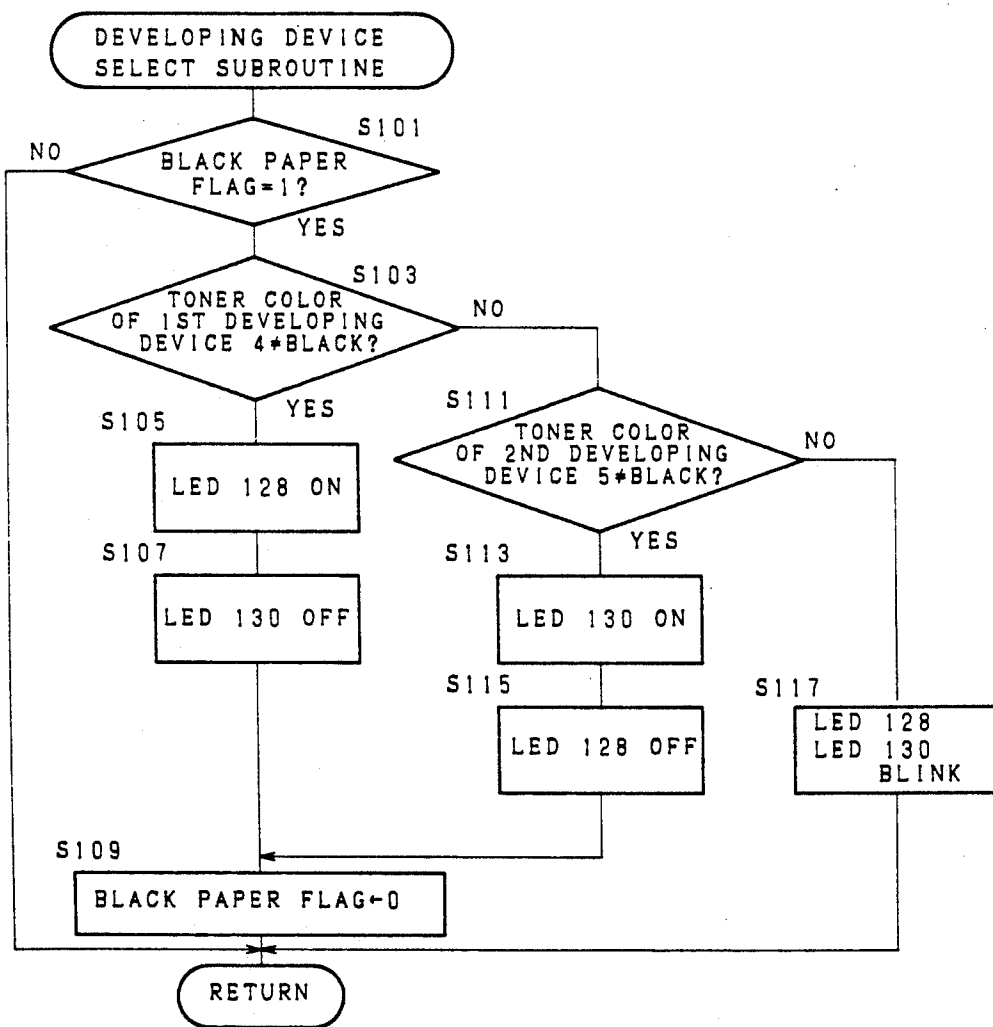 DEVELOPING DEVICE
SELECT SUBROUTINE
S101
NO
BLACK PAPER
FLAG=1?
YES
S103
TONER COLOR
OF 1ST DEVELOPING
DEVICE 4≠BLACK?
NO
YES
S105
LED 128 ON
S107
LED 130 OFF
S111
TONER COLOR
OF 2ND DEVELOPING
DEVICE 5≠BLACK?
NO
YES
S113
LED 130 ON
S115
LED 128 OFF
S117
LED 128
LED 130
BLINK
S109
BLACK PAPER FLAG←0
RETURN